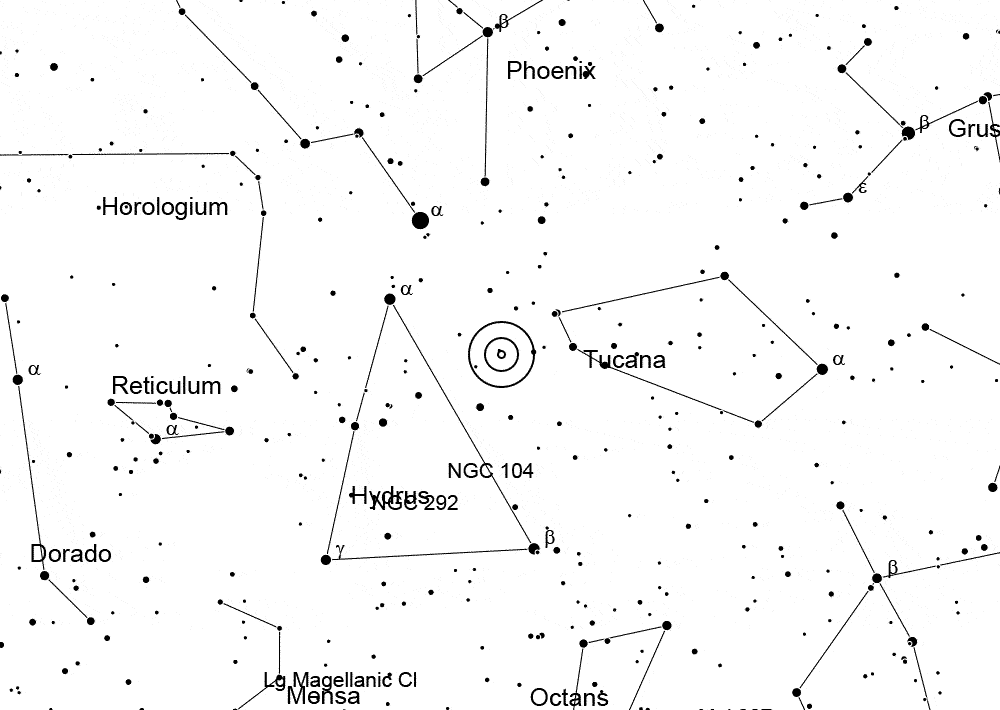 β
Phoenix
β
Grus
ε
Horologium
α
α
α
Reticulum
Tucana
α
α
NGC 104
Hydrus
NGC 292
γ
β
Dorado
β
Lg Magellanic Cl
Mensa
Octans